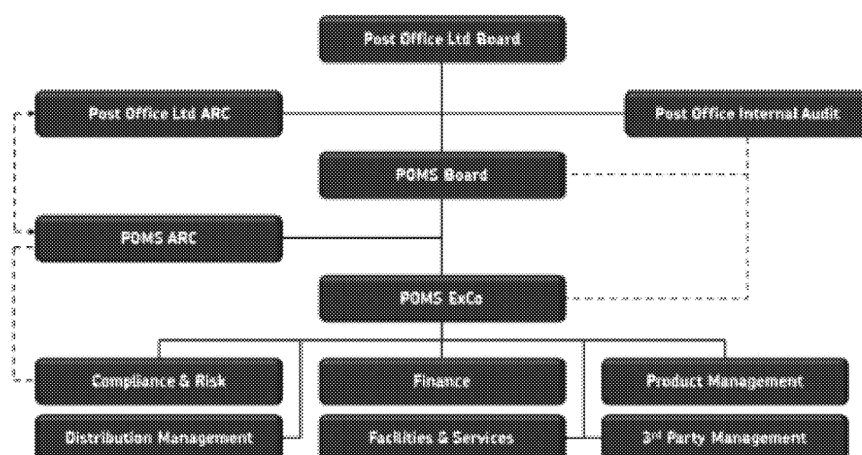 Post Office Ltd Board
Post Office Ltd ARC
Post Office Internal Audit
POMS Board
POMS ARC
POMS ExCo
Compliance & Risk
Finance
Product Management
Distribution Management
Facilities & Services
3rd Party Management